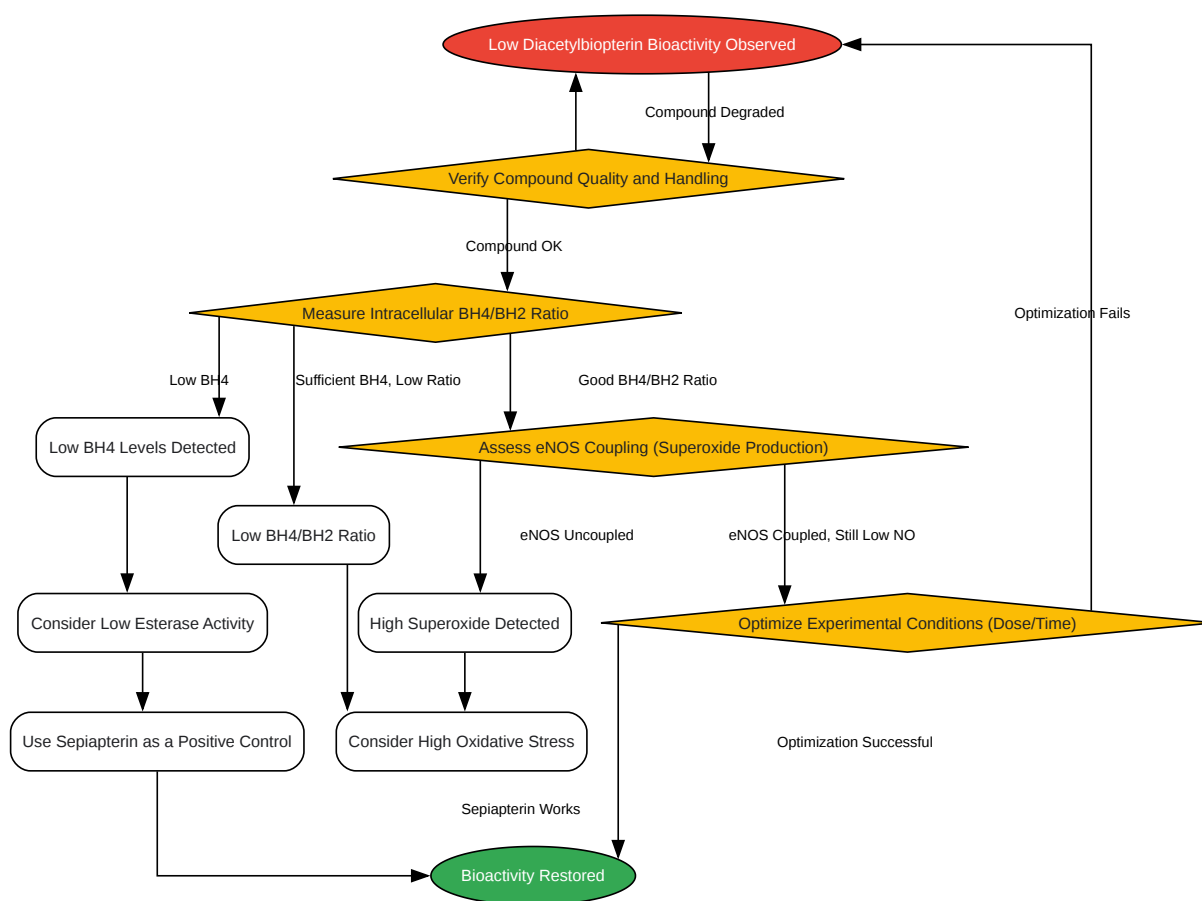 Low Diacetylbiopterin Bioactivity Observed
Compound Degraded
Verify Compound Quality and Handling
Compound OK
Measure Intracellular BH4/BH2 Ratio
Optimization Fails
Low BH4
Sufficient BH4, Low Ratio
Good BH4/BH2 Ratio
Low BH4 Levels Detected
Assess eNOS Coupling (Superoxide Production)
Low BH4/BH2 Ratio
eNOS Uncoupled
eNOS Coupled, Still Low NO
Consider Low Esterase Activity
High Superoxide Detected
Optimize Experimental Conditions (Dose/Time)
Use Sepiapterin as a Positive Control
Consider High Oxidative Stress
Optimization Successful
Sepiapterin Works
Bioactivity Restored